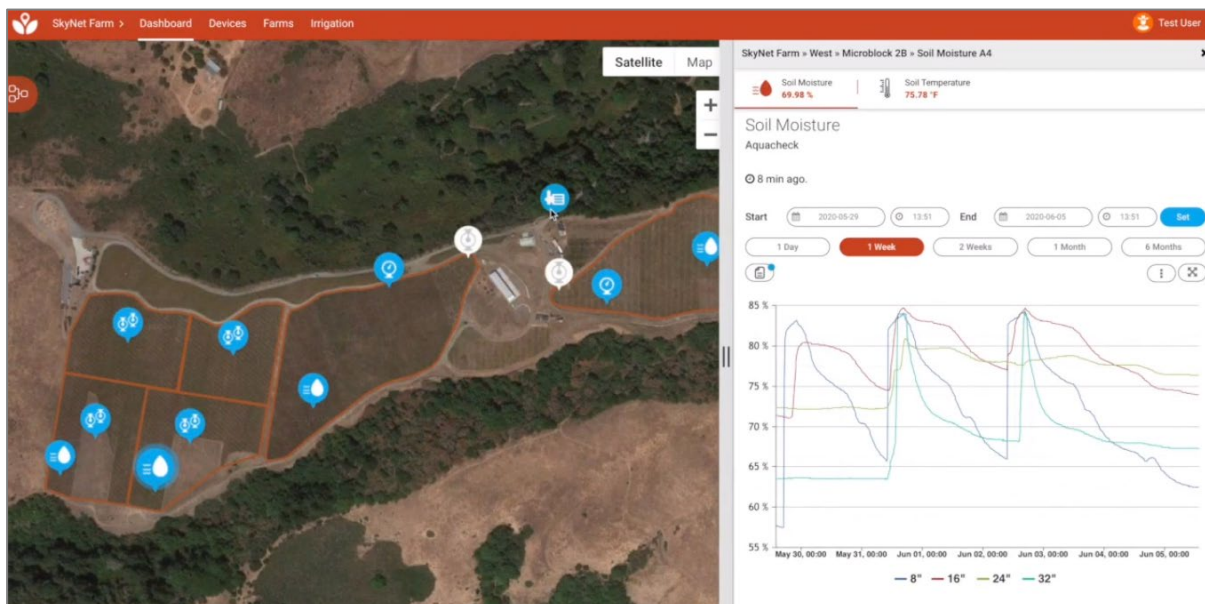 SkyNet Farm > Dashboard Devices Farms Irrigation Test User
Satellite Map
+
−
SkyNet Farm » West » Microblock 2B » Soil Moisture A4
Soil Moisture
69.98 %
Soil Temperature
75.78 °F
Soil Moisture
Aquacheck
8 min ago.
Start 2020-05-29 13:51 End 2020-06-05 13:51 Set
1 Day 1 Week 2 Weeks 1 Month 6 Months
85 %
80 %
75 %
70 %
65 %
60 %
55 %
May 30, 00:00 May 31, 00:00 Jun 01, 00:00 Jun 02, 00:00 Jun 03, 00:00 Jun 04, 00:00 Jun 05, 00:00
8" 16" 24" 32"